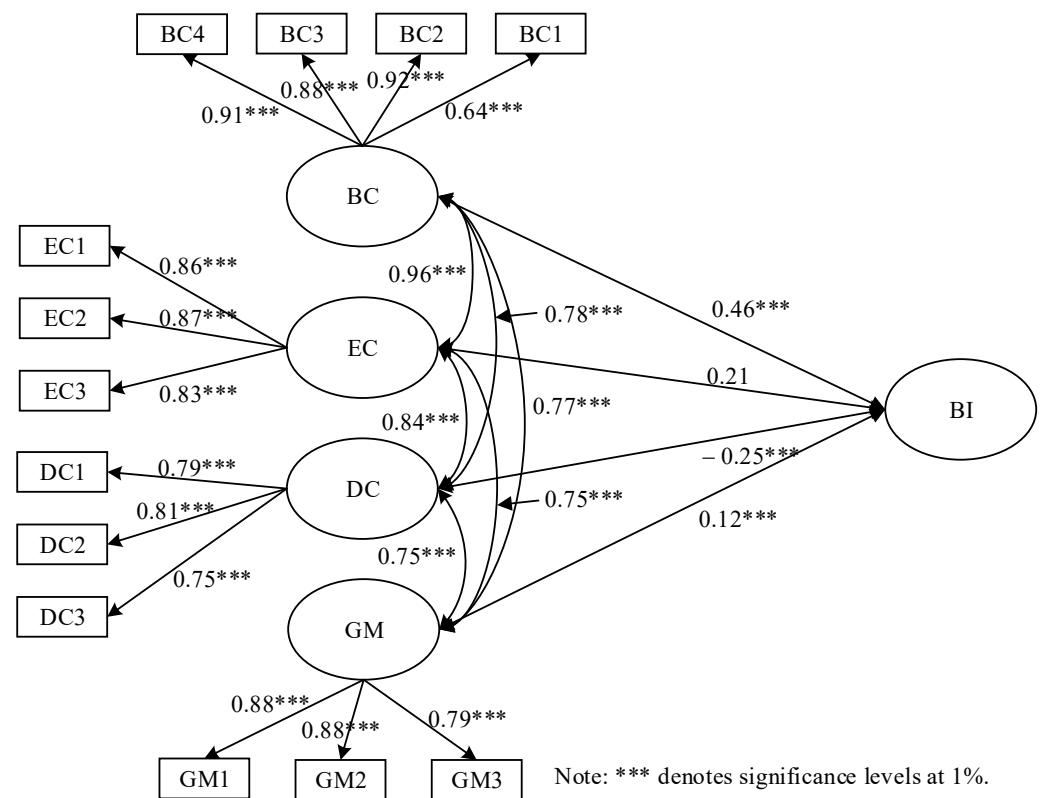 BC4
BC3
BC2
BC1
0.91***
0.88***
0.92***
0.64***
BC
EC1
EC2
EC3
0.86***
0.87***
0.83***
EC
0.96***
0.78***
0.46***
0.21
BI
0.77***
0.84***
DC1
DC2
DC3
0.79***
0.81***
0.75***
DC
– 0.25***
0.75***
0.12***
0.75***
GM
0.88***
0.88***
0.79***
GM1
GM2
GM3
Note: *** denotes significance levels at 1%.